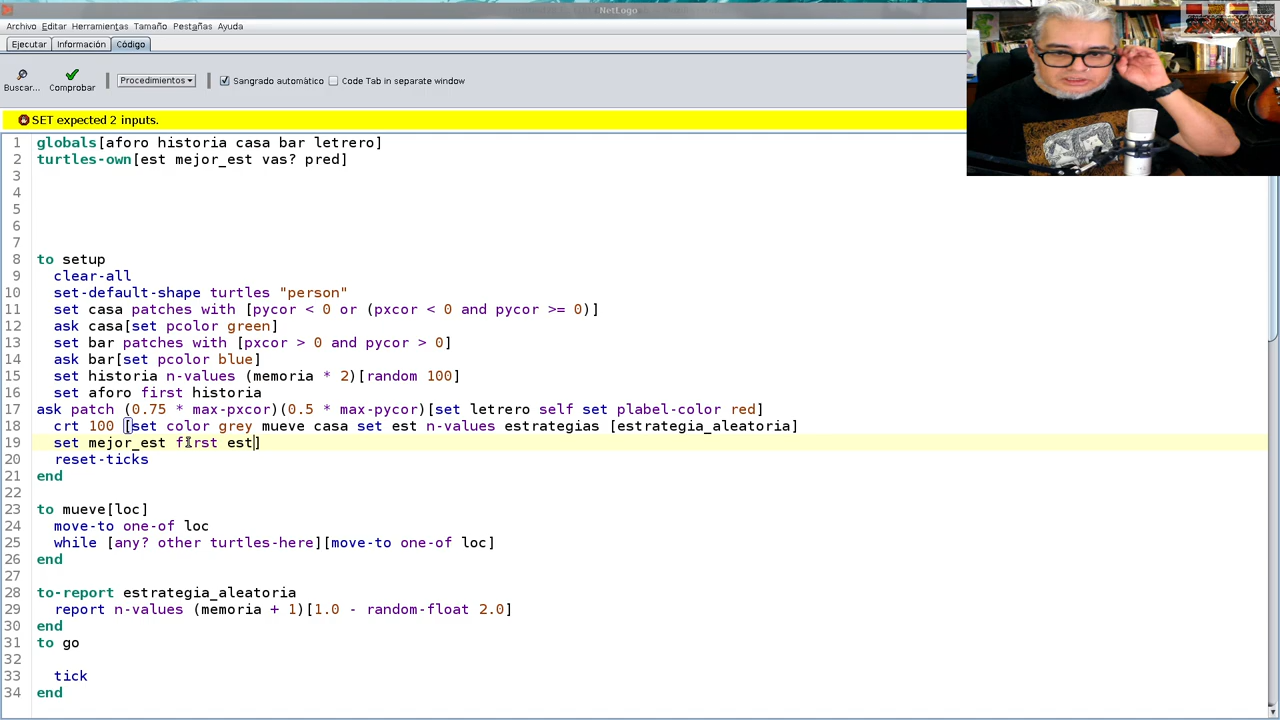 NetLogo
Archivo Editar Herramientas Tamaño Pestañas Ayuda
Ejecutar Información Código
Buscar... Comprobar Procedimientos Sangrado automático Code Tab in separate window
SET expected 2 inputs.
1 globals[aforo historia casa bar letrero]
2 turtles-own[est mejor_est vas? pred]
3
4
5
6
7
8 to setup
9 clear-all
10 set-default-shape turtles "person"
11 set casa patches with [pycor < 0 or (pxcor < 0 and pycor >= 0)]
12 ask casa[set pcolor green]
13 set bar patches with [pxcor > 0 and pycor > 0]
14 ask bar[set pcolor blue]
15 set historia n-values (memoria * 2)[random 100]
16 set aforo first historia
17 ask patch (0.75 * max-pxcor)(0.5 * max-pycor)[set letrero self set plabel-color red]
18 crt 100 [set color grey mueve casa set est n-values estrategias [estrategia_aleatoria]
19 set mejor_est first est]
20 reset-ticks
21 end
22
23 to mueve[loc]
24 move-to one-of loc
25 while [any? other turtles-here][move-to one-of loc]
26 end
27
28 to-report estrategia_aleatoria
29 report n-values (memoria + 1)[1.0 - random-float 2.0]
30 end
31 to go
32
33 tick
34 end